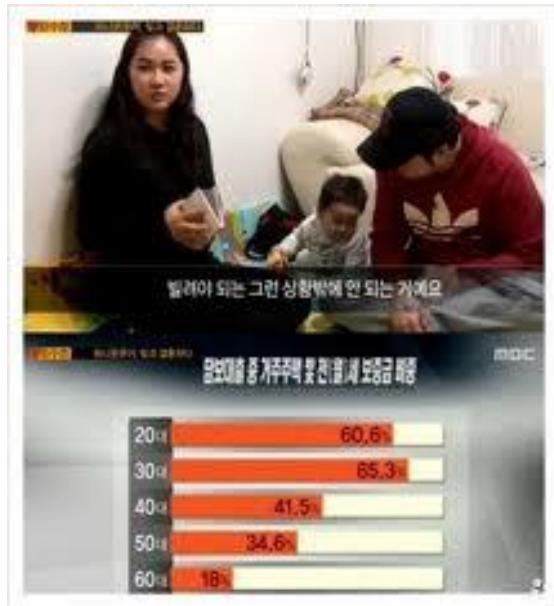 빌려야 되는 그런 상황밖에 안 되는 거예요
mbc
담보대출 중 거주주택 및 전(월)세 보증금 비중
20대 60.6%
30대 65.3%
40대 41.5%
50대 34.6%
60대 18%